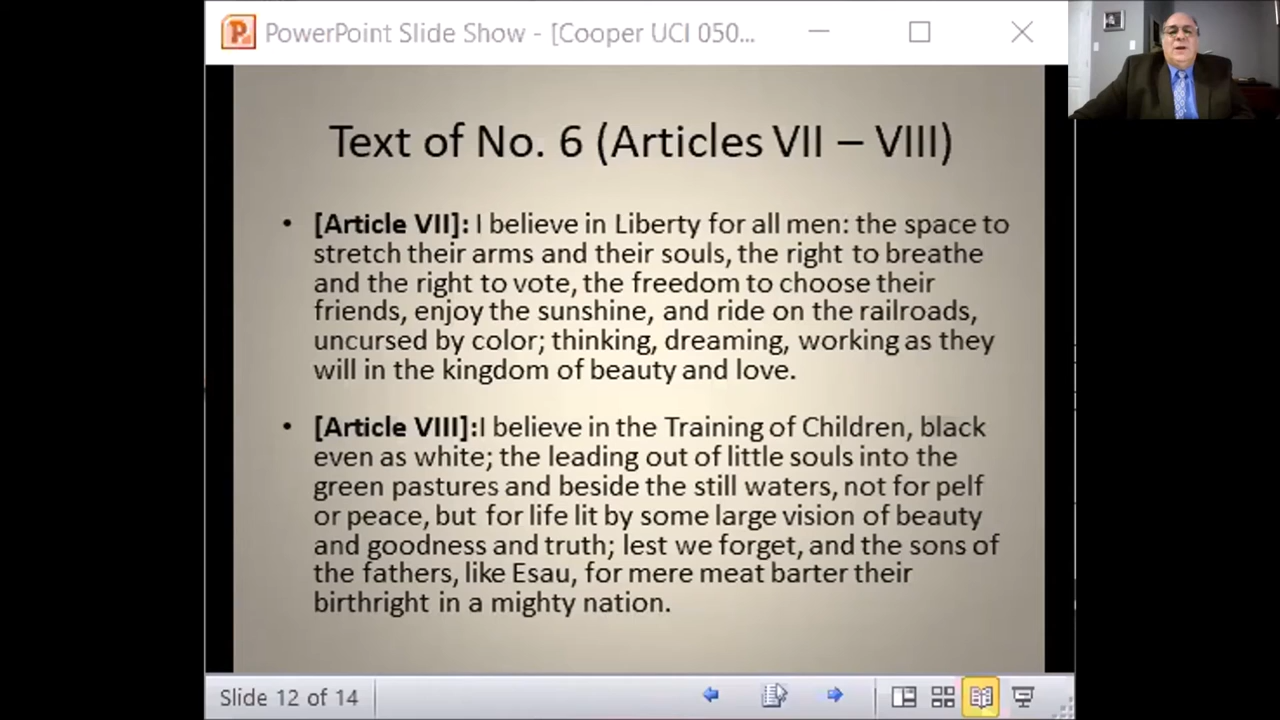 PowerPoint Slide Show - [Cooper UCI 050...
Text of No. 6 (Articles VII – VIII)
• [Article VII]: I believe in Liberty for all men: the space to
stretch their arms and their souls, the right to breathe
and the right to vote, the freedom to choose their
friends, enjoy the sunshine, and ride on the railroads,
uncursed by color; thinking, dreaming, working as they
will in the kingdom of beauty and love.
• [Article VIII]:I believe in the Training of Children, black
even as white; the leading out of little souls into the
green pastures and beside the still waters, not for pelf
or peace, but for life lit by some large vision of beauty
and goodness and truth; lest we forget, and the sons of
the fathers, like Esau, for mere meat barter their
birthright in a mighty nation.
Slide 12 of 14